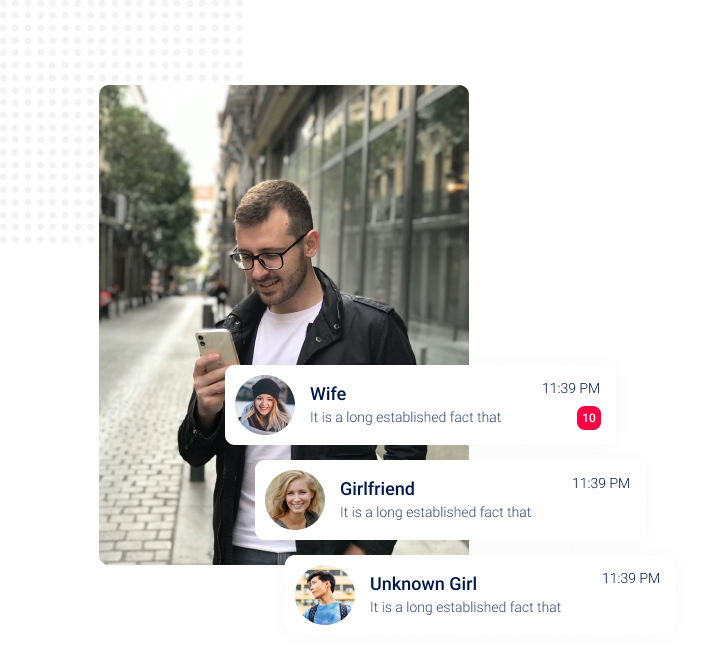 Wife
11:39 PM
It is a long established fact that
10
Girlfriend
11:39 PM
It is a long established fact that
Unknown Girl
11:39 PM
It is a long established fact that